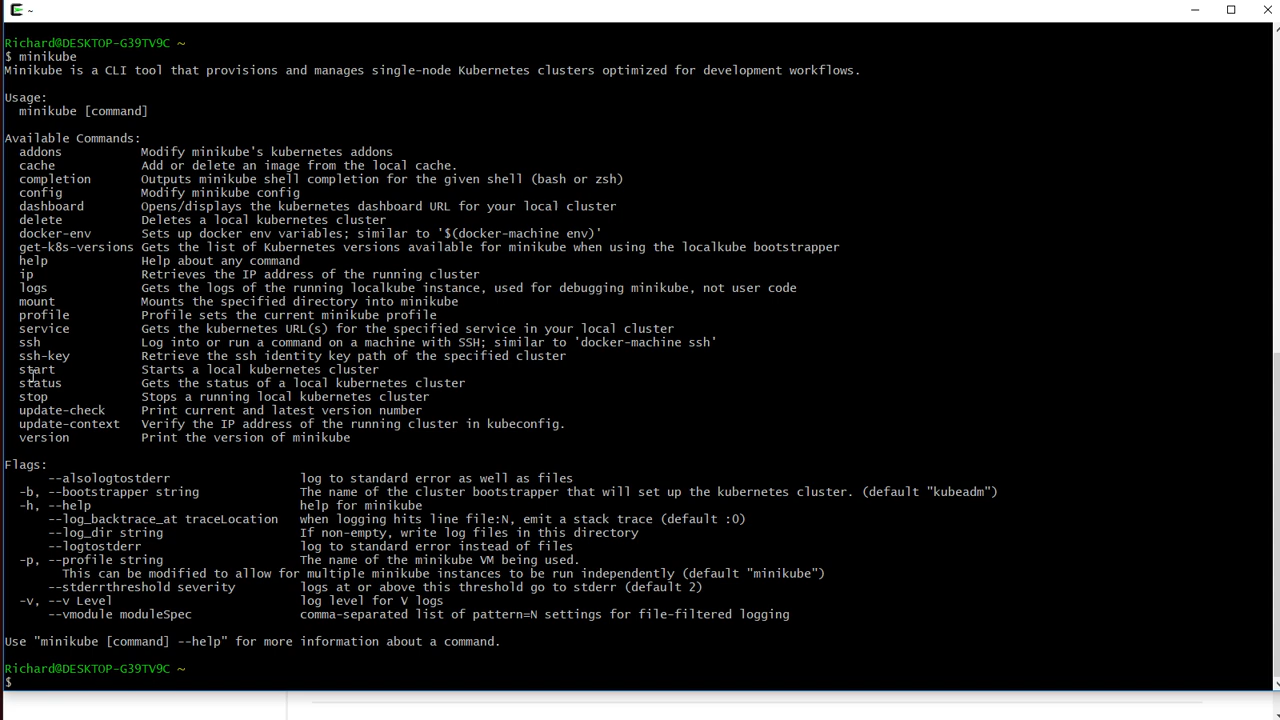 ~
Richard@DESKTOP-G39TV9C ~
$ minikube
Minikube is a CLI tool that provisions and manages single-node Kubernetes clusters optimized for development workflows.
Usage:
minikube [command]
Available Commands:
addons Modify minikube's kubernetes addons
cache Add or delete an image from the local cache.
completion Outputs minikube shell completion for the given shell (bash or zsh)
config Modify minikube config
dashboard Opens/displays the kubernetes dashboard URL for your local cluster
delete Deletes a local kubernetes cluster
docker-env Sets up docker env variables; similar to '$(docker-machine env)'
get-k8s-versions Gets the list of Kubernetes versions available for minikube when using the localkube bootstrapper
help Help about any command
ip Retrieves the IP address of the running cluster
logs Gets the logs of the running localkube instance, used for debugging minikube, not user code
mount Mounts the specified directory into minikube
profile Profile sets the current minikube profile
service Gets the kubernetes URL(s) for the specified service in your local cluster
ssh Log into or run a command on a machine with SSH; similar to 'docker-machine ssh'
ssh-key Retrieve the ssh identity key path of the specified cluster
start Starts a local kubernetes cluster
status Gets the status of a local kubernetes cluster
stop Stops a running local kubernetes cluster
update-check Print current and latest version number
update-context Verify the IP address of the running cluster in kubeconfig.
version Print the version of minikube
Flags:
--alsologtostderr log to standard error as well as files
-b, --bootstrapper string The name of the cluster bootstrapper that will set up the kubernetes cluster. (default "kubeadm")
-h, --help help for minikube
--log_backtrace_at traceLocation when logging hits line file:N, emit a stack trace (default :0)
--log_dir string If non-empty, write log files in this directory
--logtostderr log to standard error instead of files
-p, --profile string The name of the minikube VM being used.
This can be modified to allow for multiple minikube instances to be run independently (default "minikube")
--stderrthreshold severity logs at or above this threshold go to stderr (default 2)
-v, --v Level log level for V logs
--vmodule moduleSpec comma-separated list of pattern=N settings for file-filtered logging
Use "minikube [command] --help" for more information about a command.
Richard@DESKTOP-G39TV9C ~
$